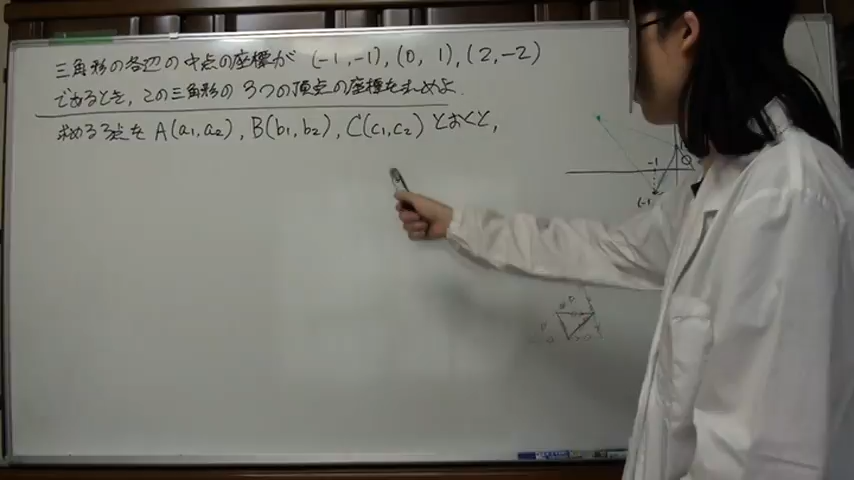 三角形の各辺の中点の座標が (-1,-1),(0, 1),(2,-2)
であるとき,この三角形の 3つの頂点の座標を求めよ.
求める3点を A(a₁,a₂), B(b₁,b₂), C(c₁,c₂) とおくと,
-1
(-1